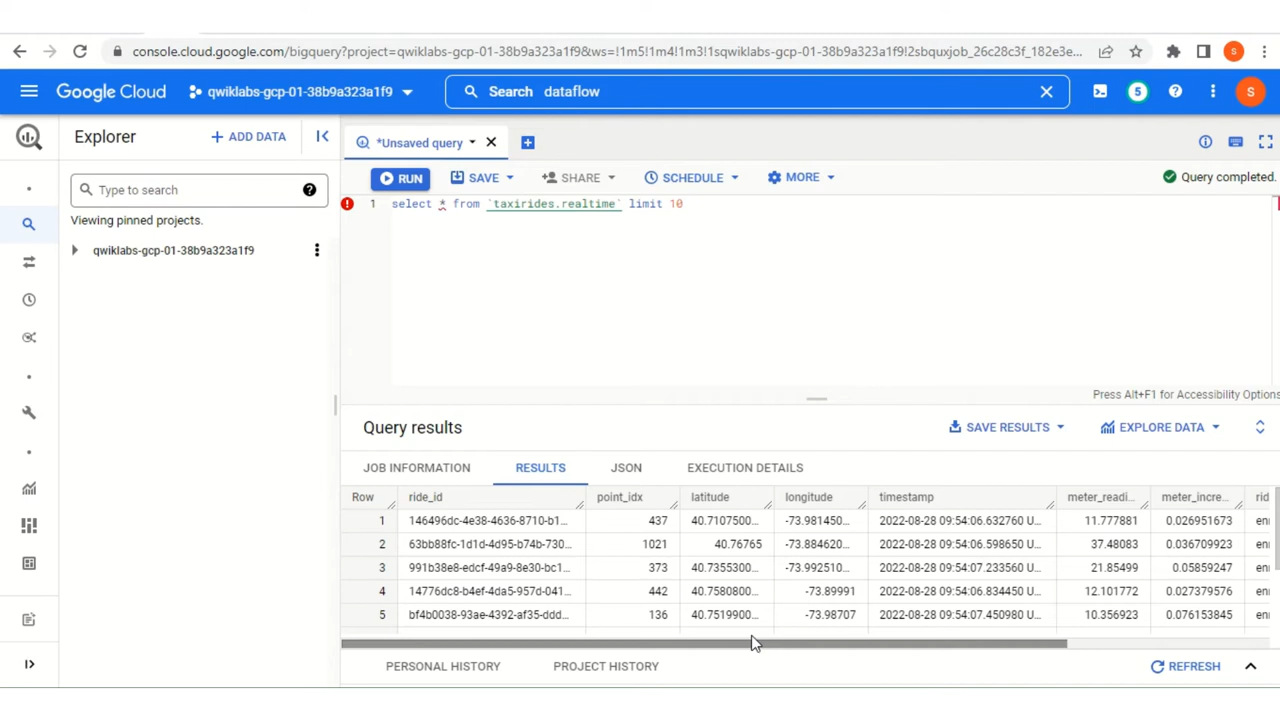 console.cloud.google.com/bigquery?project=qwiklabs-gcp-01-38b9a323a1f9&ws=!1m5!1m4!1m3!1sqwiklabs-gcp-01-38b9a323a1f9!2sbquxjob_26c28c3f_182e3e...
S
Google Cloud
qwiklabs-gcp-01-38b9a323a1f9
Search dataflow
5
S
Explorer
+ ADD DATA
*Unsaved query
Type to search
RUN
SAVE
SHARE
SCHEDULE
MORE
Query completed.
Viewing pinned projects.
qwiklabs-gcp-01-38b9a323a1f9
1 select * from `taxirides.realtime` limit 10
Press Alt+F1 for Accessibility Options
Query results
SAVE RESULTS
EXPLORE DATA
JOB INFORMATION RESULTS JSON EXECUTION DETAILS
Row ride_id point_idx latitude longitude timestamp meter_readi... meter_incre... rid
1 146496dc-4e38-4636-8710-b1... 437 40.7107500... -73.981450... 2022-08-28 09:54:06.632760 U... 11.777881 0.026951673 enr
2 63bb88fc-1d1d-4d95-b74b-730... 1021 40.76765 -73.884620... 2022-08-28 09:54:06.598650 U... 37.48083 0.036709923 enr
3 991b38e8-edcf-49a9-8e30-bc1... 373 40.7355300... -73.992510... 2022-08-28 09:54:07.233560 U... 21.85499 0.05859247 enr
4 14776dc8-b4ef-4da5-957d-041... 442 40.7580800... -73.89991 2022-08-28 09:54:06.834450 U... 12.101772 0.027379576 enr
5 bf4b0038-93ae-4392-af35-ddd... 136 40.7519900... -73.98707 2022-08-28 09:54:07.450980 U... 10.356923 0.076153845 enr
PERSONAL HISTORY PROJECT HISTORY
REFRESH